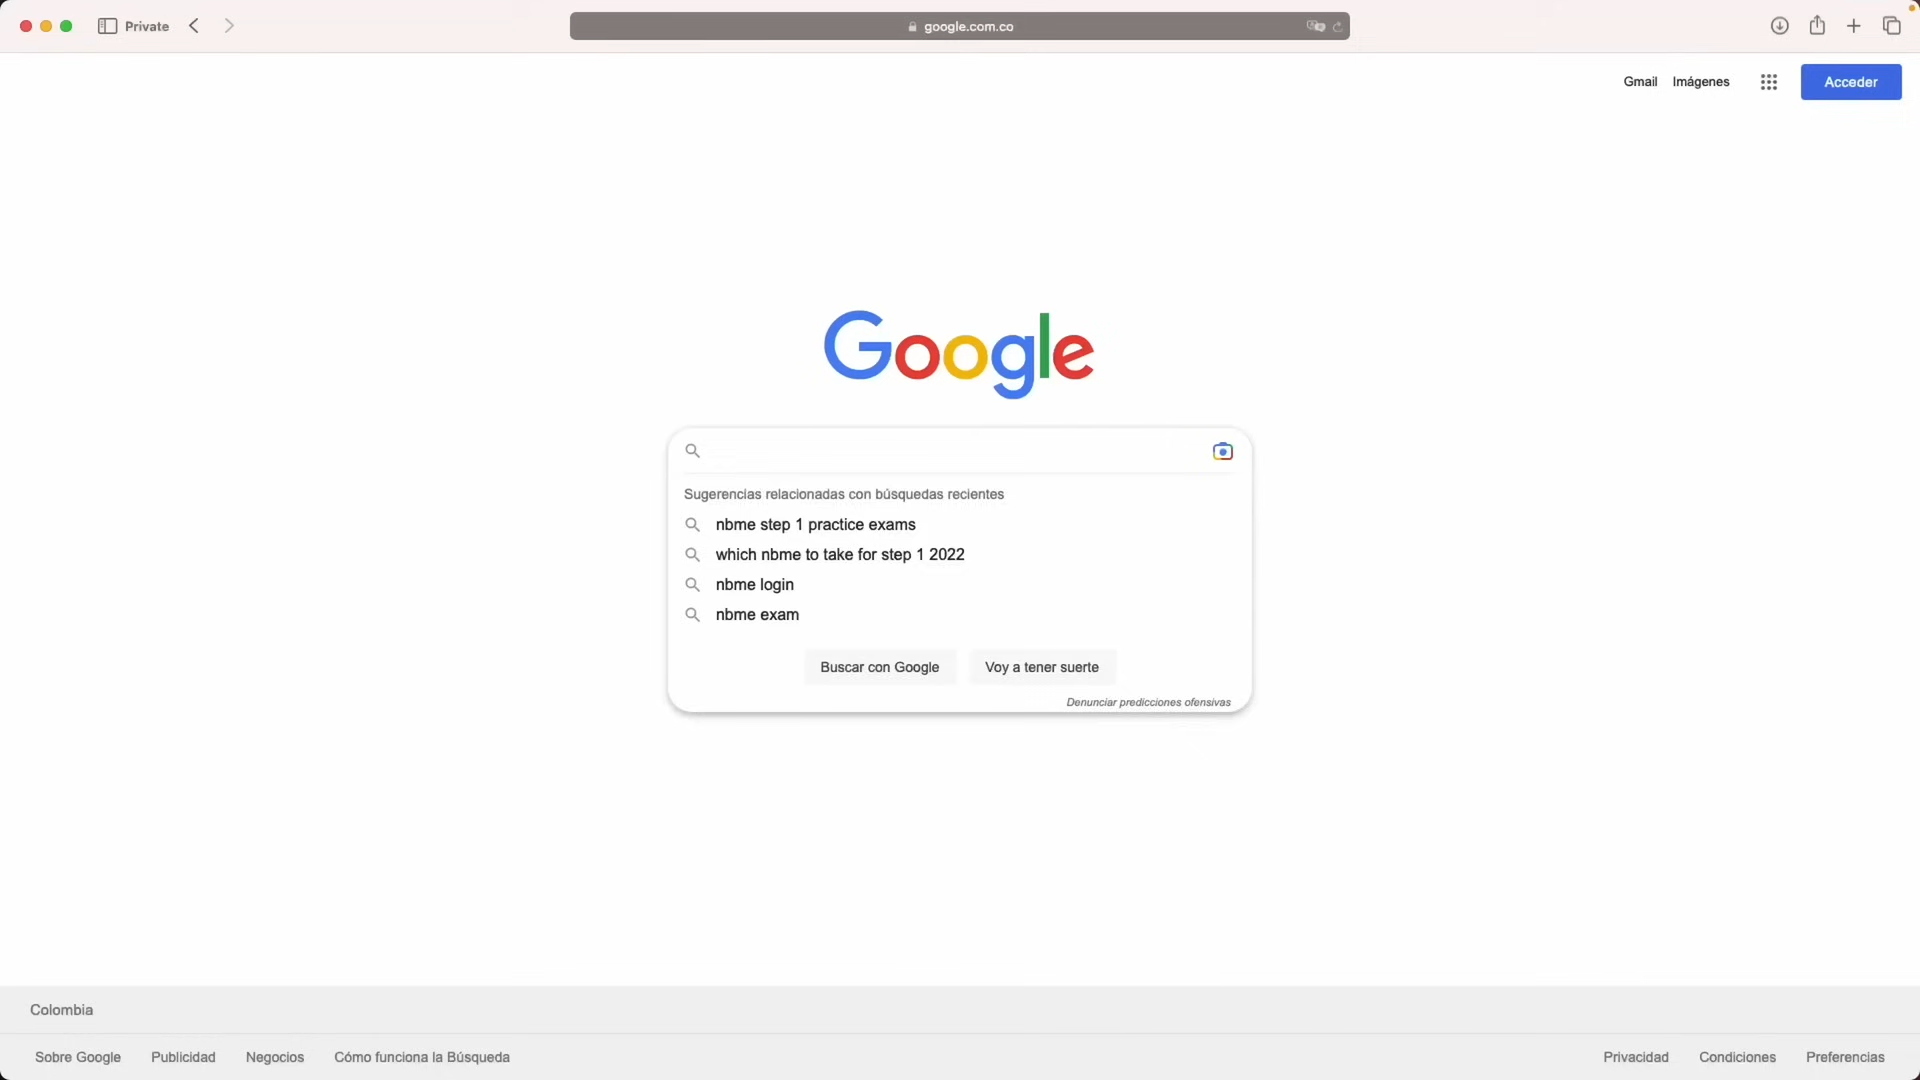 Private
google.com.co
Gmail Imágenes Acceder
Google
Sugerencias relacionadas con búsquedas recientes
nbme step 1 practice exams
which nbme to take for step 1 2022
nbme login
nbme exam
Buscar con Google Voy a tener suerte
Denunciar predicciones ofensivas
Colombia
Sobre Google Publicidad Negocios Cómo funciona la Búsqueda Privacidad Condiciones Preferencias